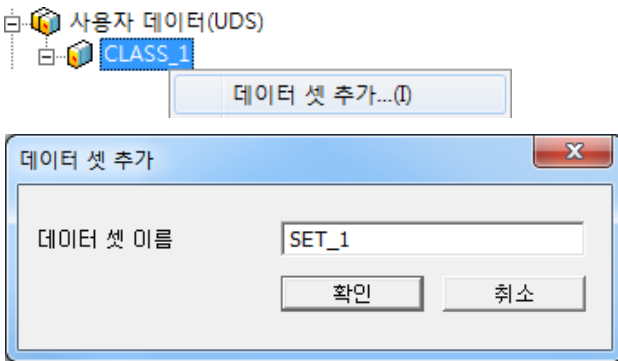 사용자 데이터(UDS)
CLASS_1
데이터 셋 추가...(I)
데이터 셋 추가
데이터 셋 이름
SET_1
확인
취소